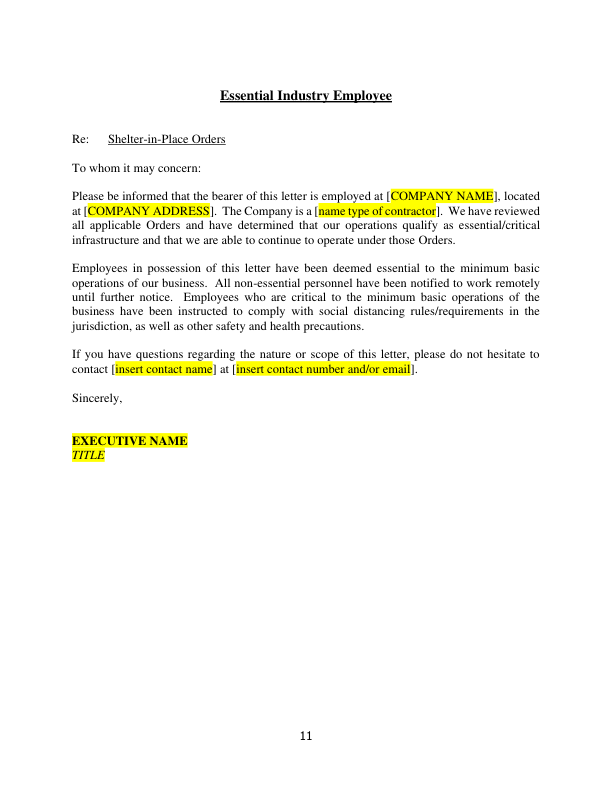 Essential Industry Employee
Re: Shelter-in-Place Orders
To whom it may concern:
Please be informed that the bearer of this letter is employed at [COMPANY NAME], located
at [COMPANY ADDRESS]. The Company is a [name type of contractor]. We have reviewed
all applicable Orders and have determined that our operations qualify as essential/critical
infrastructure and that we are able to continue to operate under those Orders.
Employees in possession of this letter have been deemed essential to the minimum basic
operations of our business. All non-essential personnel have been notified to work remotely
until further notice. Employees who are critical to the minimum basic operations of the
business have been instructed to comply with social distancing rules/requirements in the
jurisdiction, as well as other safety and health precautions.
If you have questions regarding the nature or scope of this letter, please do not hesitate to
contact [insert contact name] at [insert contact number and/or email].
Sincerely,
EXECUTIVE NAME
TITLE
11